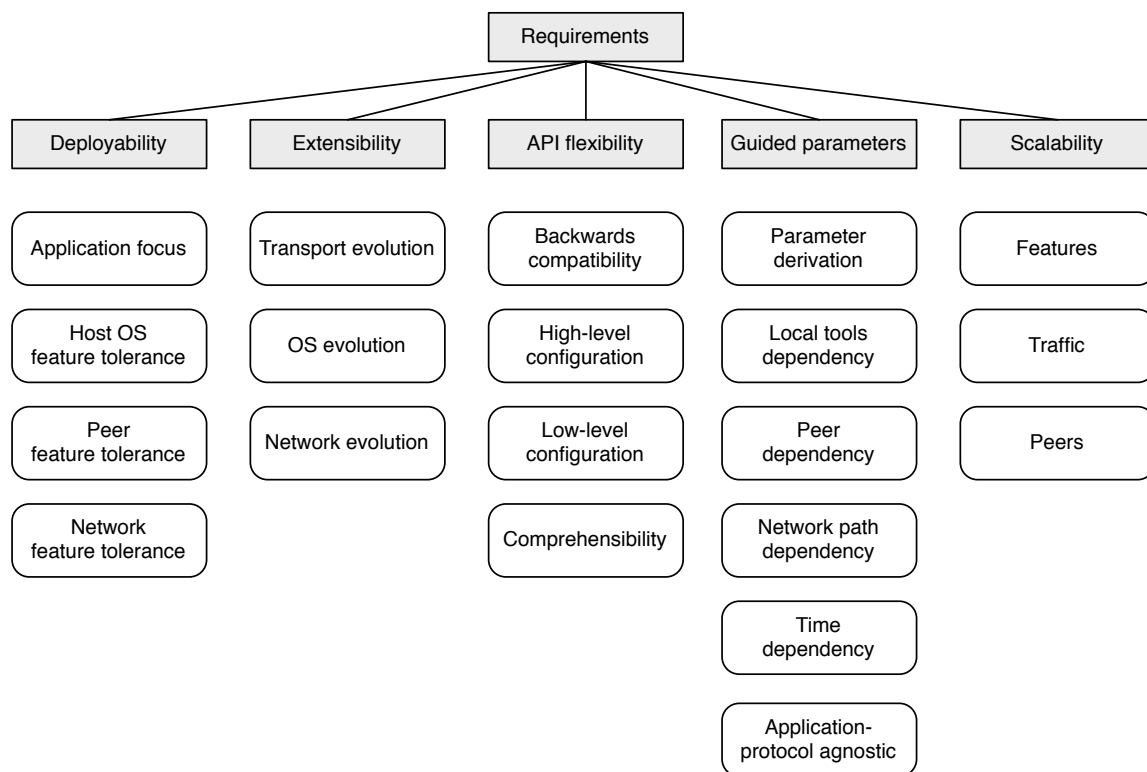 Requirements
Deployability
Extensibility
API flexibility
Guided parameters
Scalability
Application focus
Transport evolution
Backwards
compatibility
Parameter
derivation
Features
Host OS
feature tolerance
OS evolution
High-level
configuration
Local tools
dependency
Traffic
Peer
feature tolerance
Network evolution
Low-level
configuration
Peer
dependency
Peers
Network
feature tolerance
Comprehensibility
Network path
dependency
Time
dependency
Application-
protocol agnostic